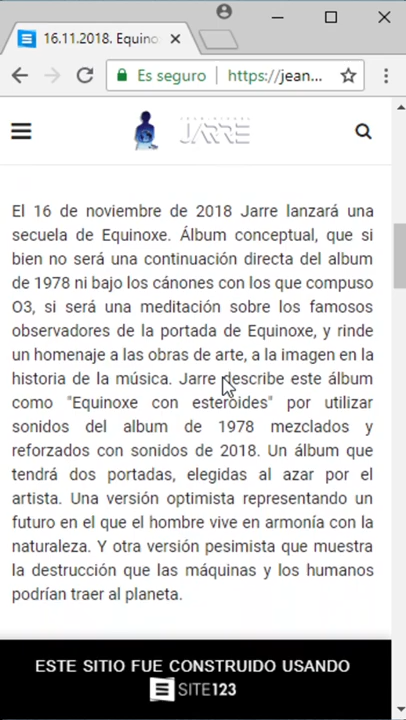 16.11.2018. Equino
Es seguro
https://jean...
JARRE
El 16 de noviembre de 2018 Jarre lanzará una
secuela de Equinoxe. Álbum conceptual, que si
bien no será una continuación directa del album
de 1978 ni bajo los cánones con los que compuso
O3, si será una meditación sobre los famosos
observadores de la portada de Equinoxe, y rinde
un homenaje a las obras de arte, a la imagen en la
historia de la música. Jarre describe este álbum
como "Equinoxe con esteroides" por utilizar
sonidos del album de 1978 mezclados y
reforzados con sonidos de 2018. Un álbum que
tendrá dos portadas, elegidas al azar por el
artista. Una versión optimista representando un
futuro en el que el hombre vive en armonía con la
naturaleza. Y otra versión pesimista que muestra
la destrucción que las máquinas y los humanos
podrían traer al planeta.
ESTE SITIO FUE CONSTRUIDO USANDO
SITE123